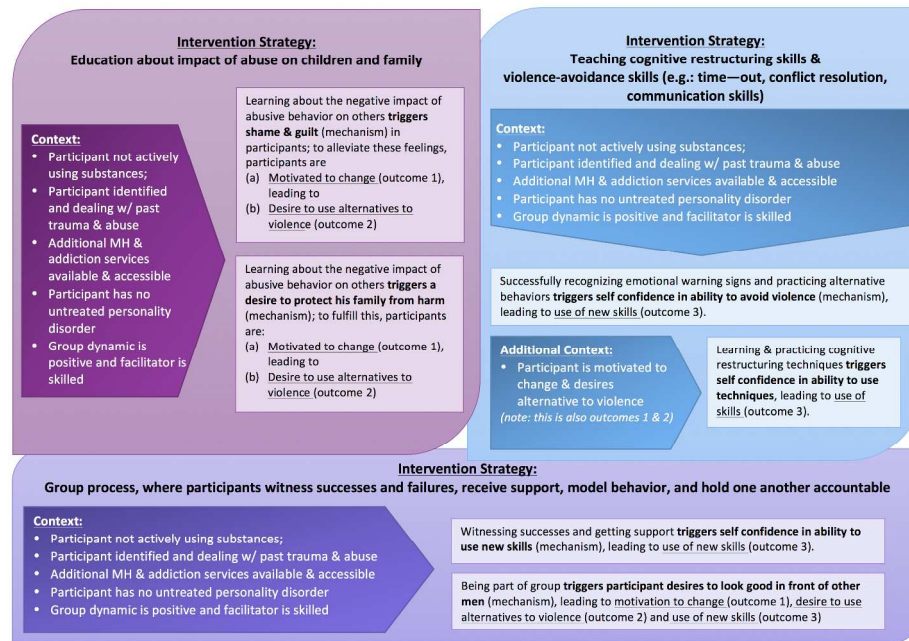 Intervention Strategy:
Education about impact of abuse on children and family
Context:
• Participant not actively
using substances;
• Participant identified
and dealing w/ past
trauma & abuse
• Additional MH &
addiction services
available & accessible
• Participant has no
untreated personality
disorder
• Group dynamic is
positive and facilitator is
skilled
Learning about the negative impact of
abusive behavior on others triggers
shame & guilt (mechanism) in
participants; to alleviate these feelings,
participants are
(a) Motivated to change (outcome 1),
leading to
(b) Desire to use alternatives to
violence (outcome 2)
Learning about the negative impact of
abusive behavior on others triggers a
desire to protect his family from harm
(mechanism); to fulfill this, participants
are:
(a) Motivated to change (outcome 1),
leading to
(b) Desire to use alternatives to
violence (outcome 2)
Intervention Strategy:
Teaching cognitive restructuring skills &
violence-avoidance skills (e.g.: time—out, conflict resolution,
communication skills)
Context:
• Participant not actively using substances;
• Participant identified and dealing w/ past trauma & abuse
• Additional MH & addiction services available & accessible
• Participant has no untreated personality disorder
• Group dynamic is positive and facilitator is skilled
Successfully recognizing emotional warning signs and practicing alternative
behaviors triggers self confidence in ability to avoid violence (mechanism),
leading to use of new skills (outcome 3).
Additional Context:
• Participant is motivated to
change & desires
alternative to violence
(note: this is also outcomes 1 & 2)
Learning & practicing cognitive
restructuring techniques triggers
self confidence in ability to use
techniques, leading to use of
skills (outcome 3).
Intervention Strategy:
Group process, where participants witness successes and failures, receive support, model behavior, and hold one another accountable
Context:
• Participant not actively using substances;
• Participant identified and dealing w/ past trauma & abuse
• Additional MH & addiction services available & accessible
• Participant has no untreated personality disorder
• Group dynamic is positive and facilitator is skilled
Witnessing successes and getting support triggers self confidence in ability to
use new skills (mechanism), leading to use of new skills (outcome 3).
Being part of group triggers participant desires to look good in front of other
men (mechanism), leading to motivation to change (outcome 1), desire to use
alternatives to violence (outcome 2) and use of new skills (outcome 3)